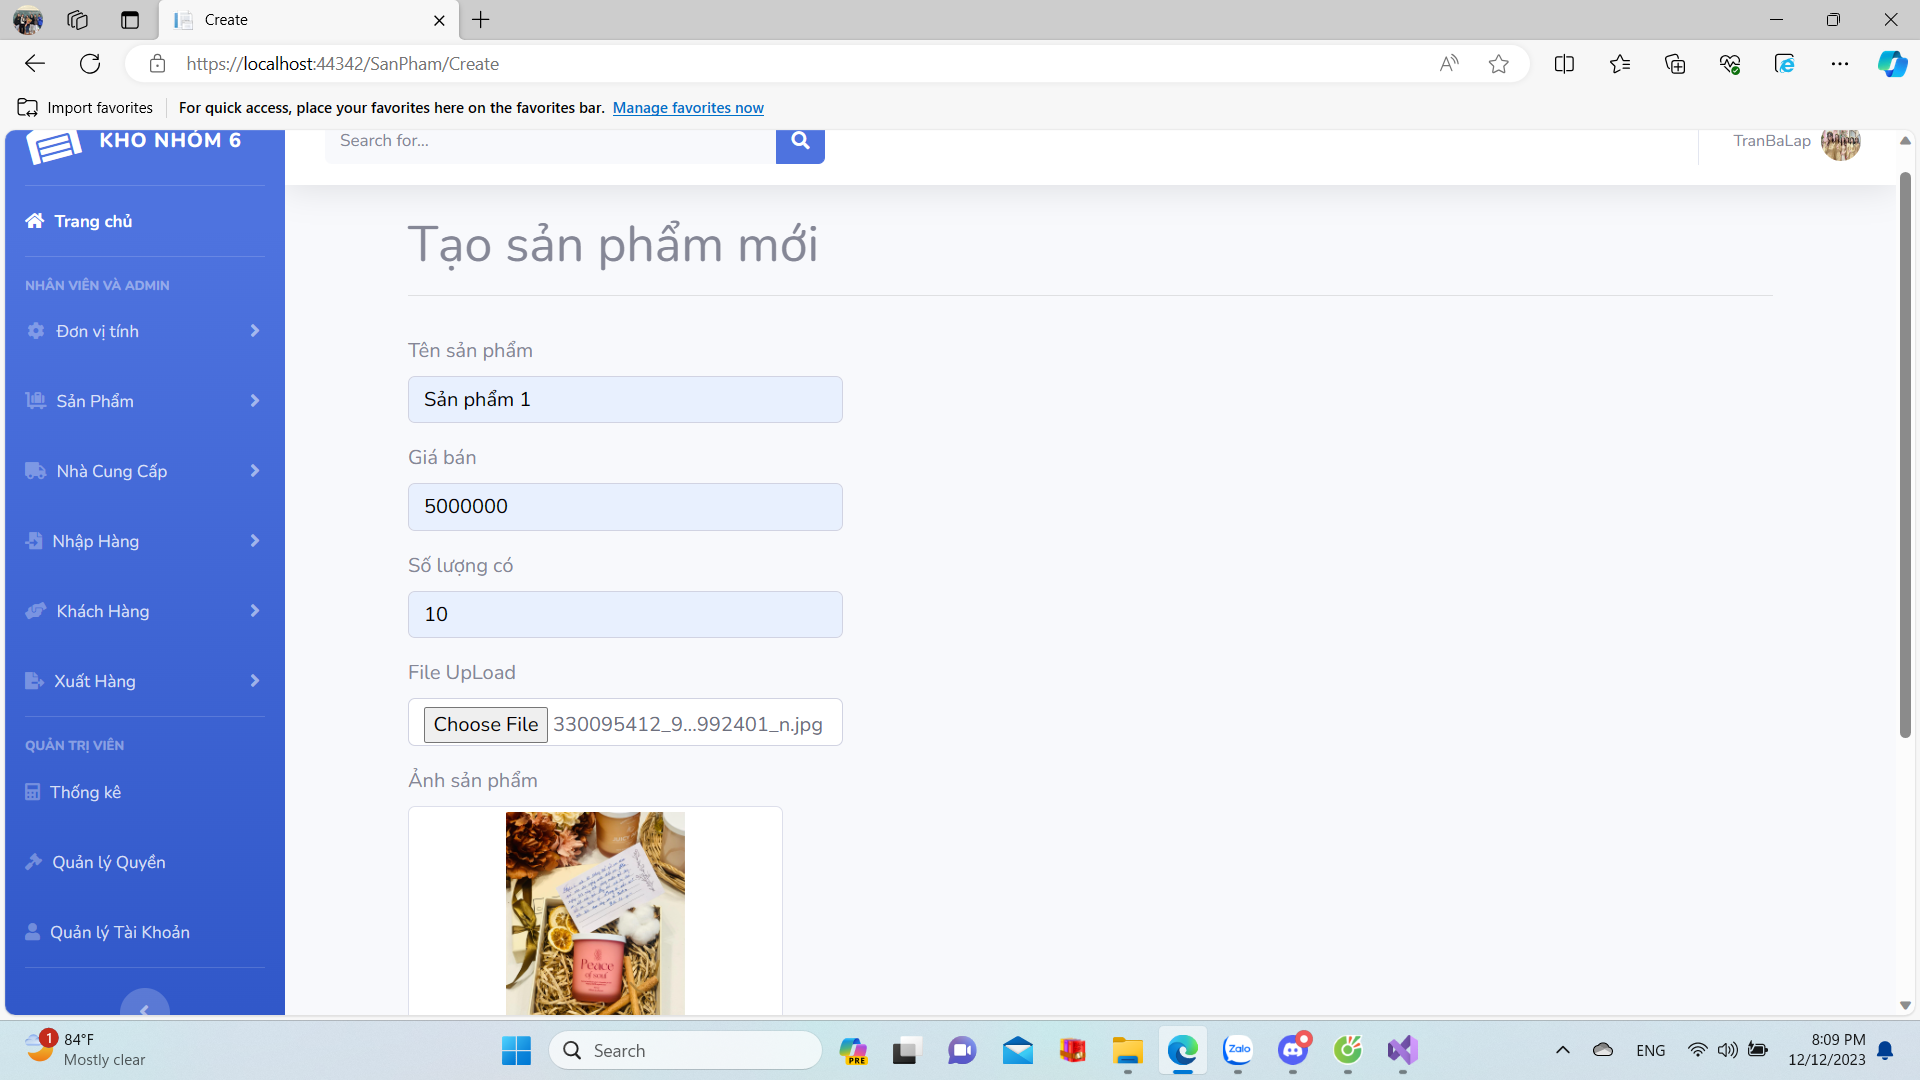 Create
https://localhost:44342/SanPham/Create
Import favorites
For quick access, place your favorites here on the favorites bar. Manage favorites now
KHO NHÓM 6
Search for...
TranBaLap
Trang chủ
NHÂN VIÊN VÀ ADMIN
Đơn vị tính
Sản Phẩm
Nhà Cung Cấp
Nhập Hàng
Khách Hàng
Xuất Hàng
QUẢN TRỊ VIÊN
Thống kê
Quản lý Quyền
Quản lý Tài Khoản
Tạo sản phẩm mới
Tên sản phẩm
Sản phẩm 1
Giá bán
5000000
Số lượng có
10
File UpLoad
Choose File 330095412_9...992401_n.jpg
Ảnh sản phẩm
Peace
of soul
1
84°F
Mostly clear
Search
PRE
Zalo
ENG
8:09 PM
12/12/2023